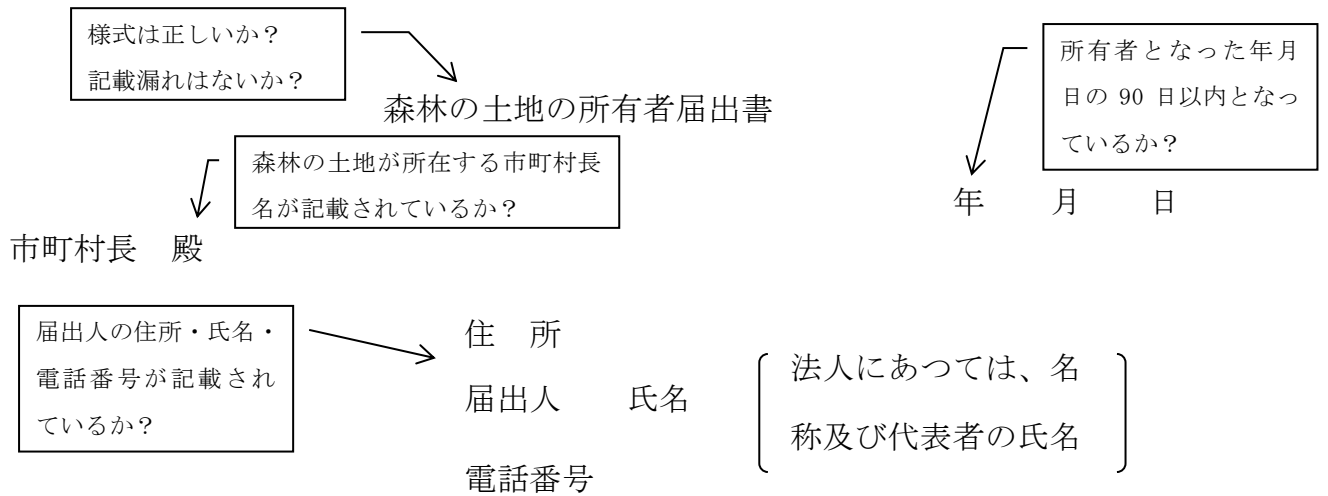 様式は正しいか?
記載漏れはないか?
所有者となった年月
日の 90 日以内となっ
ているか?
森林の土地の所有者届出書
森林の土地が所在する市町村長
名が記載されているか?
年 月 日
市町村長 殿
届出人の住所・氏名・
電話番号が記載され
ているか?
住 所
届出人 氏名
法人にあつては、名
称及び代表者の氏名
電話番号